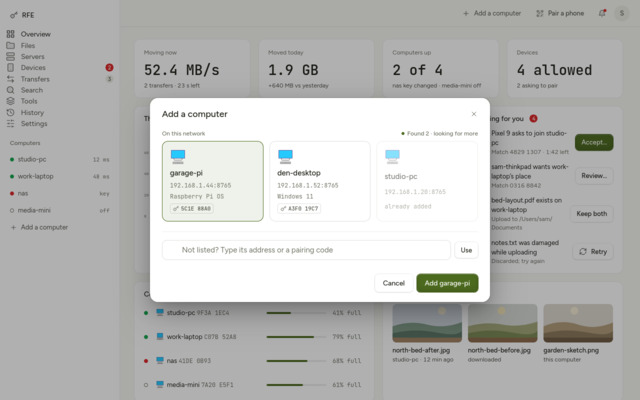 RFE
Overview
Files
Servers
Devices 2
Transfers 3
Search
Tools
History
Settings
Computers
studio-pc 12 ms
work-laptop 48 ms
nas key
media-mini off
+ Add a computer
+ Add a computer
Pair a phone
S
Moving now
52.4 MB/s
2 transfers · 23 s left
Moved today
1.9 GB
+640 MB vs yesterday
Computers up
2 of 4
nas key changed · media-mini off
Devices
4 allowed
2 asking to pair
Add a computer
On this network
Found 2 · looking for more
garage-pi
192.168.1.44:8765
Raspberry Pi OS
5C1E 88A0
den-desktop
192.168.1.52:8765
Windows 11
A3F0 19C7
studio-pc
192.168.1.20:8765
already added
Not listed? Type its address or a pairing code
Use
Cancel
Add garage-pi
ing for you 4
Pixel 9 asks to join studio-
pc
Match 4829 1307 · 1:42 left
Accept...
sam-thinkpad wants work-
laptop's place
Match 0316 8842
Review...
bed-layout.pdf exists on
work-laptop
Upload to /Users/sam/
Documents
Keep both
notes.txt was damaged
while uploading
Discarded: try again
Retry
studio-pc 9F3A 1EC4 41% full
work-laptop C07B 52A8 79% full
nas 41DE 0B93 68% full
media-mini 7A20 E5F1 61% full
north-bed-after.jpg
studio-pc · 12 min ago
north-bed-before.jpg
downloaded
garden-sketch.png
this computer